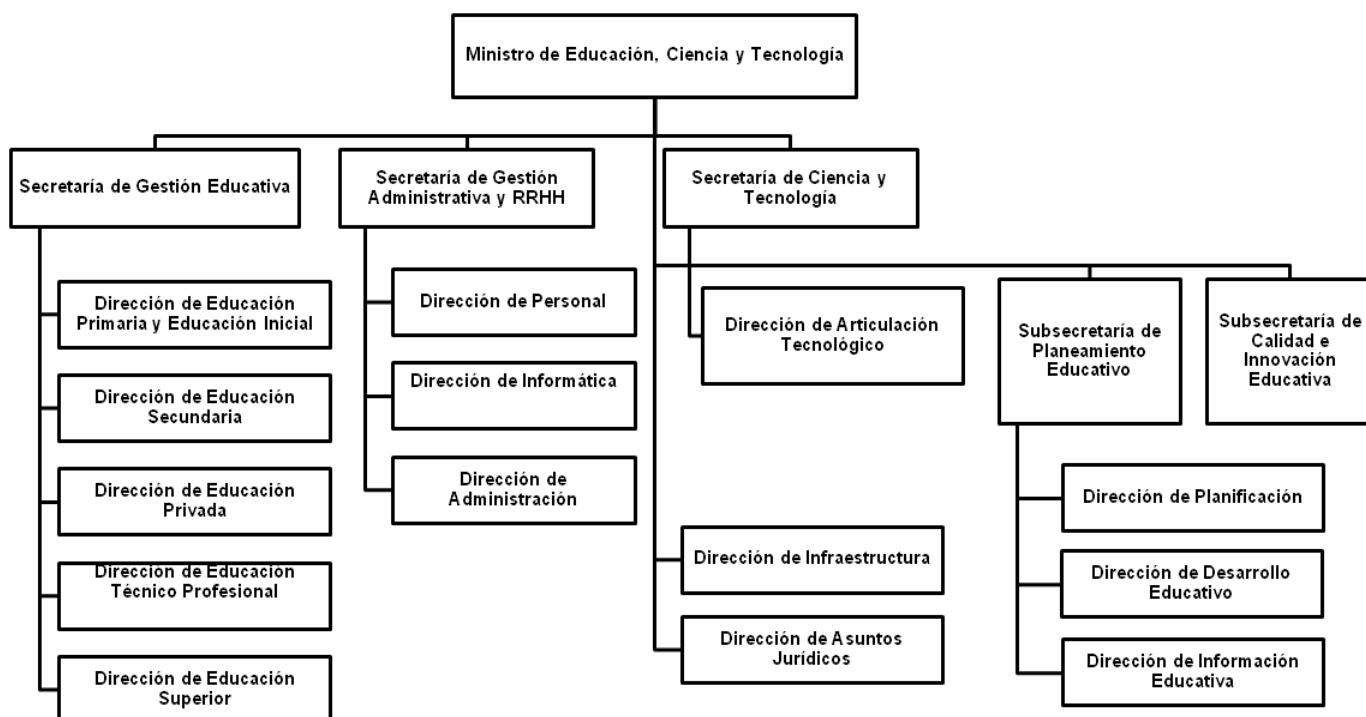 Ministro de Educación, Ciencia y Tecnología
Secretaría de Gestión Educativa
Secretaría de Gestión
Administrativa y RRHH
Secretaría de Ciencia y
Tecnología
Dirección de Educación
Primaria y Educación Inicial
Dirección de Educación
Secundaria
Dirección de Educación
Privada
Dirección de Educación
Técnico Profesional
Dirección de Educación
Superior
Dirección de Personal
Dirección de Informática
Dirección de
Administración
Dirección de Articulación
Tecnológico
Dirección de Infraestructura
Dirección de Asuntos
Jurídicos
Subsecretaría de
Planeamiento
Educativo
Subsecretaría de
Calidad e
Innovación
Educativa
Dirección de Planificación
Dirección de Desarrollo
Educativo
Dirección de Información
Educativa